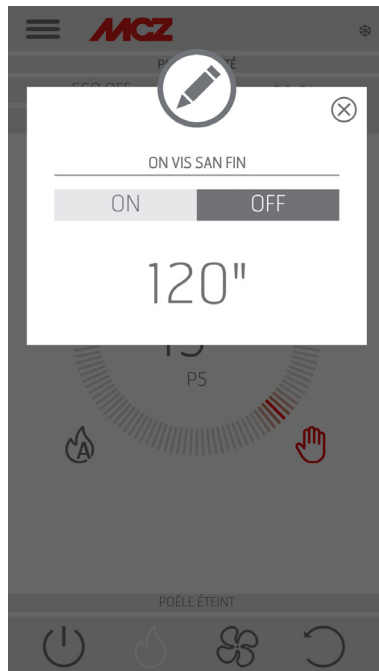 MCZ
ON VIS SAN FIN
ON OFF
120"
P5
POÊLE ÉTEINT